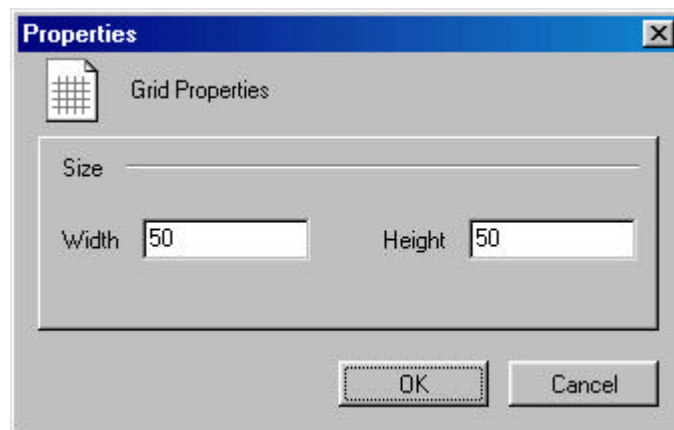 Properties
Grid Properties
Size
Width 50 Height 50
OK Cancel